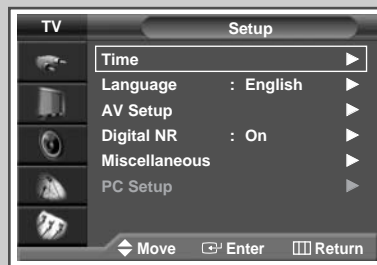 TV Setup
Time
Language : English
AV Setup
Digital NR : On
Miscellaneous
PC Setup
Move Enter Return